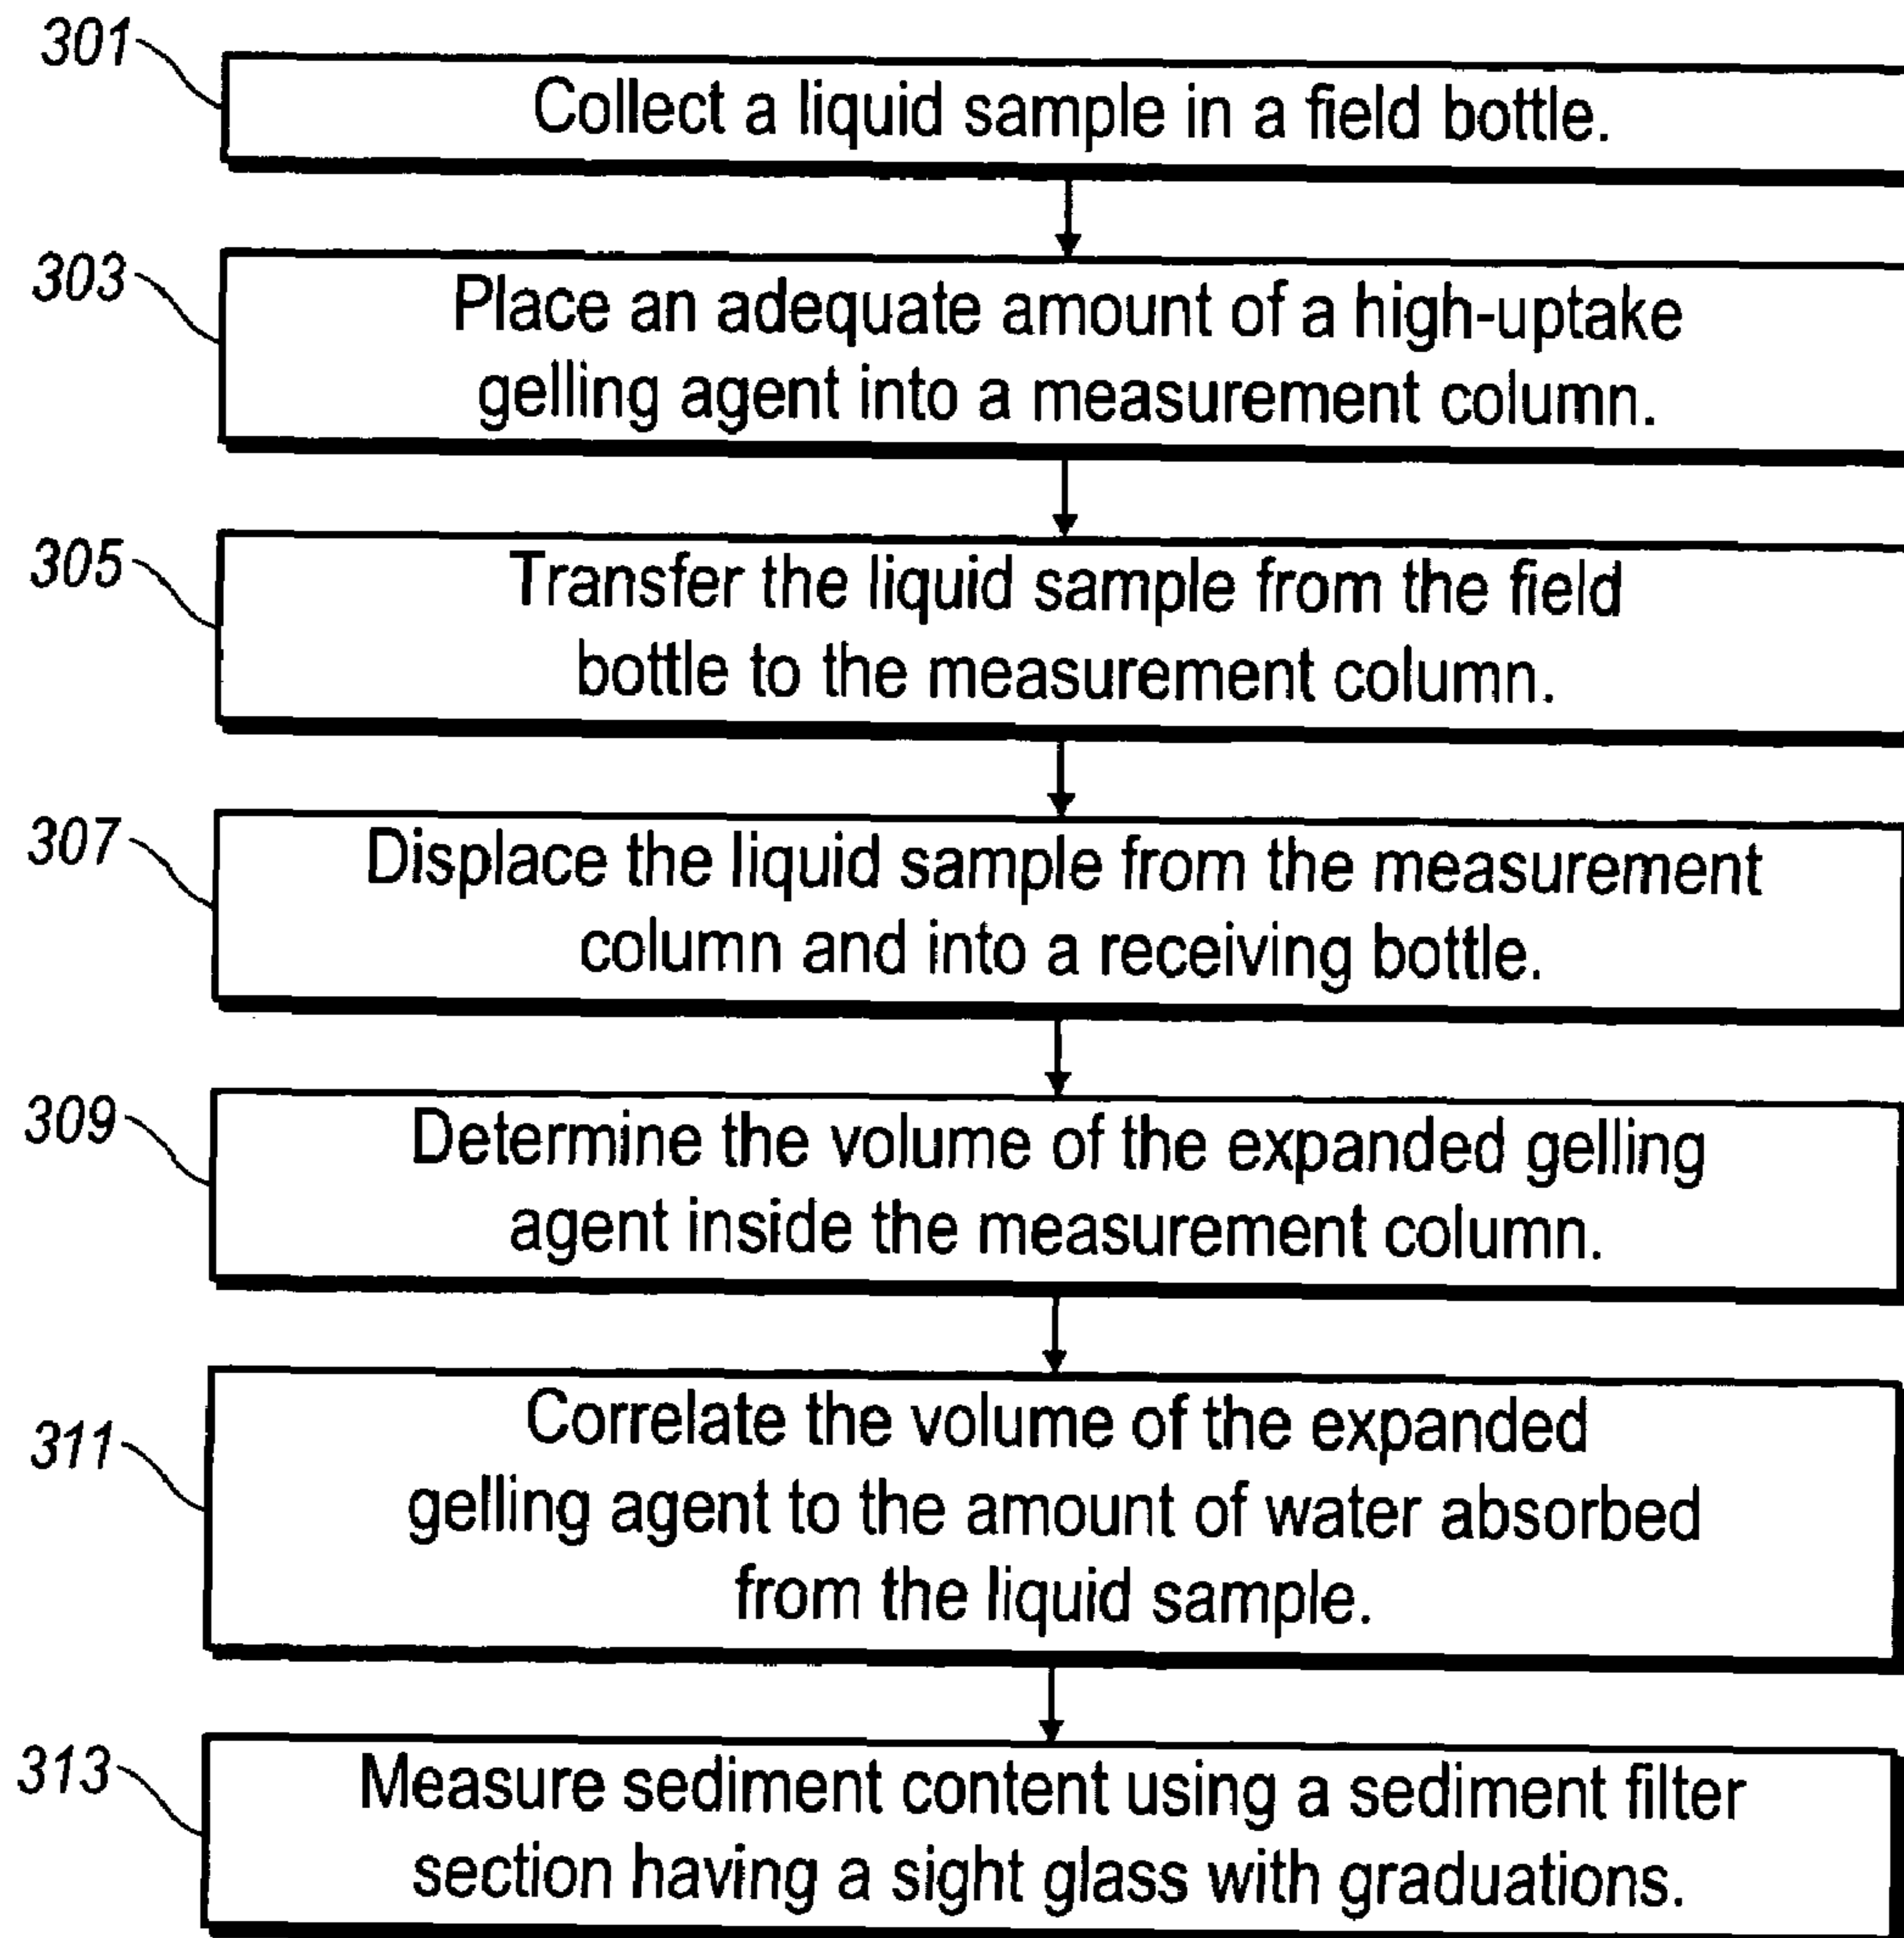 301
Collect a liquid sample in a field bottle.
303
Place an adequate amount of a high-uptake
gelling agent into a measurement column.
305
Transfer the liquid sample from the field
bottle to the measurement column.
307
Displace the liquid sample from the measurement
column and into a receiving bottle.
309
Determine the volume of the expanded gelling
agent inside the measurement column.
311
Correlate the volume of the expanded
gelling agent to the amount of water absorbed
from the liquid sample.
313
Measure sediment content using a sediment filter
section having a sight glass with graduations.